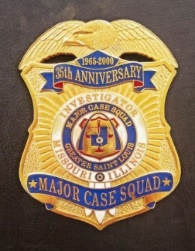 1965-2000
35th ANNIVERSARY
INVESTIGATOR
MAJOR CASE SQUAD
GREATER SAINT LOUIS
MISSOURI ILLINOIS
MAJOR CASE SQUAD